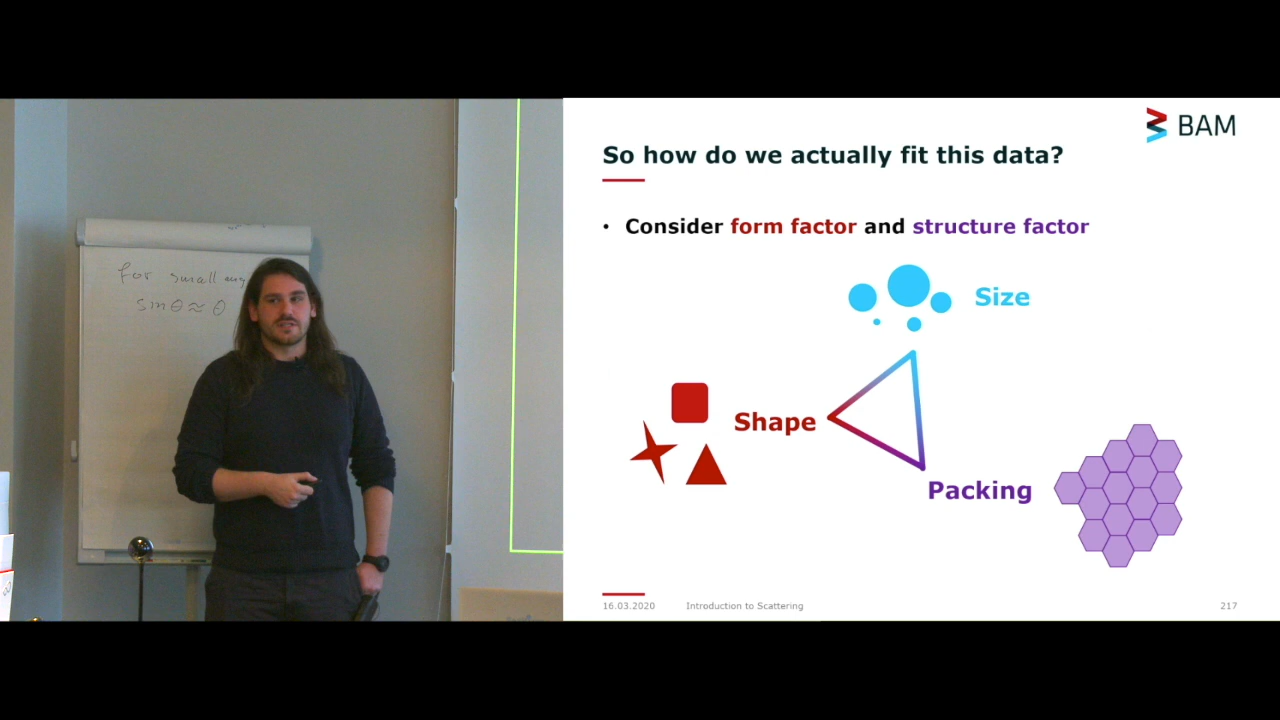 For small
sin θ ≈ θ
BAM
So how do we actually fit this data?
• Consider form factor and structure factor
Size
Shape
Packing
16.03.2020 Introduction to Scattering 217